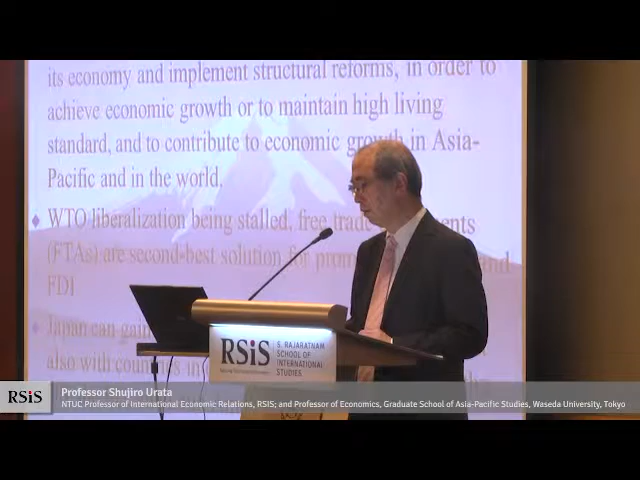 its economy and implement structural reforms, in order to
achieve economic growth or to maintain high living
standard, and to contribute to economic growth in Asia-
Pacific and in the world.
WTO liberalization being stalled, free trade
(FTAs) are second-best solution for
FDI
Japan can
also with
RSiS
S. RAJARATNAM
SCHOOL OF
INTERNATIONAL
STUDIES
RSiS
Professor Shujiro Urata
NTUC Professor of International Economic Relations, RSIS; and Professor of Economics, Graduate School of Asia-Pacific Studies, Waseda University, Tokyo